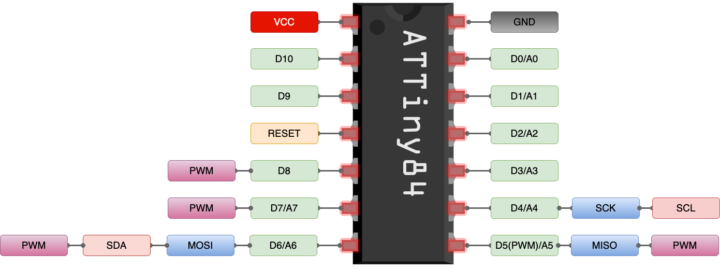 VCC GND
D10 D0/A0
D9 D1/A1
RESET D2/A2
PWM D8 D3/A3
PWM D7/A7 D4/A4 SCK SCL
PWM SDA MOSI D6/A6 D5(PWM)/A5 MISO PWM
ATTiny84